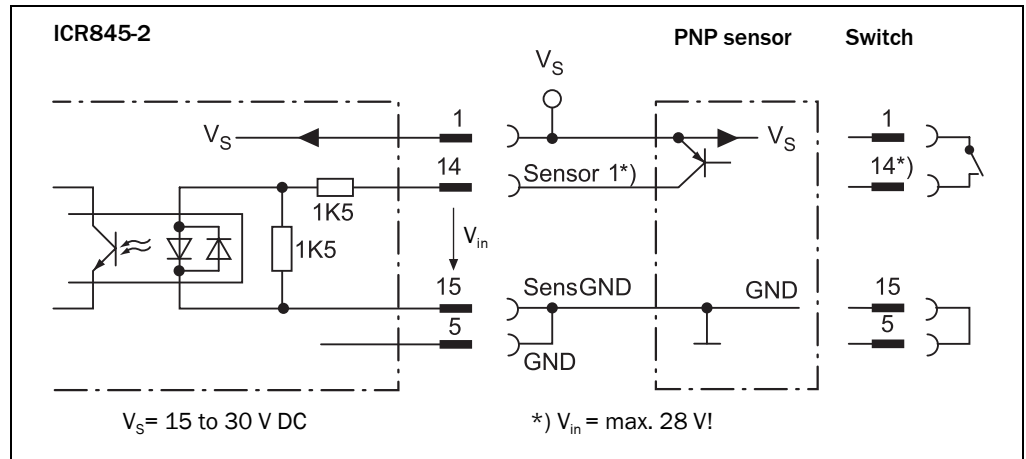 ICR845-2
PNP sensor
Switch
V_S
V_S
1
V_S
1
14
Sensor 1*)
14*)
1K5
1K5
V_in
15
SensGND
GND
15
5
GND
5
V_S= 15 to 30 V DC
*) V_in = max. 28 V!